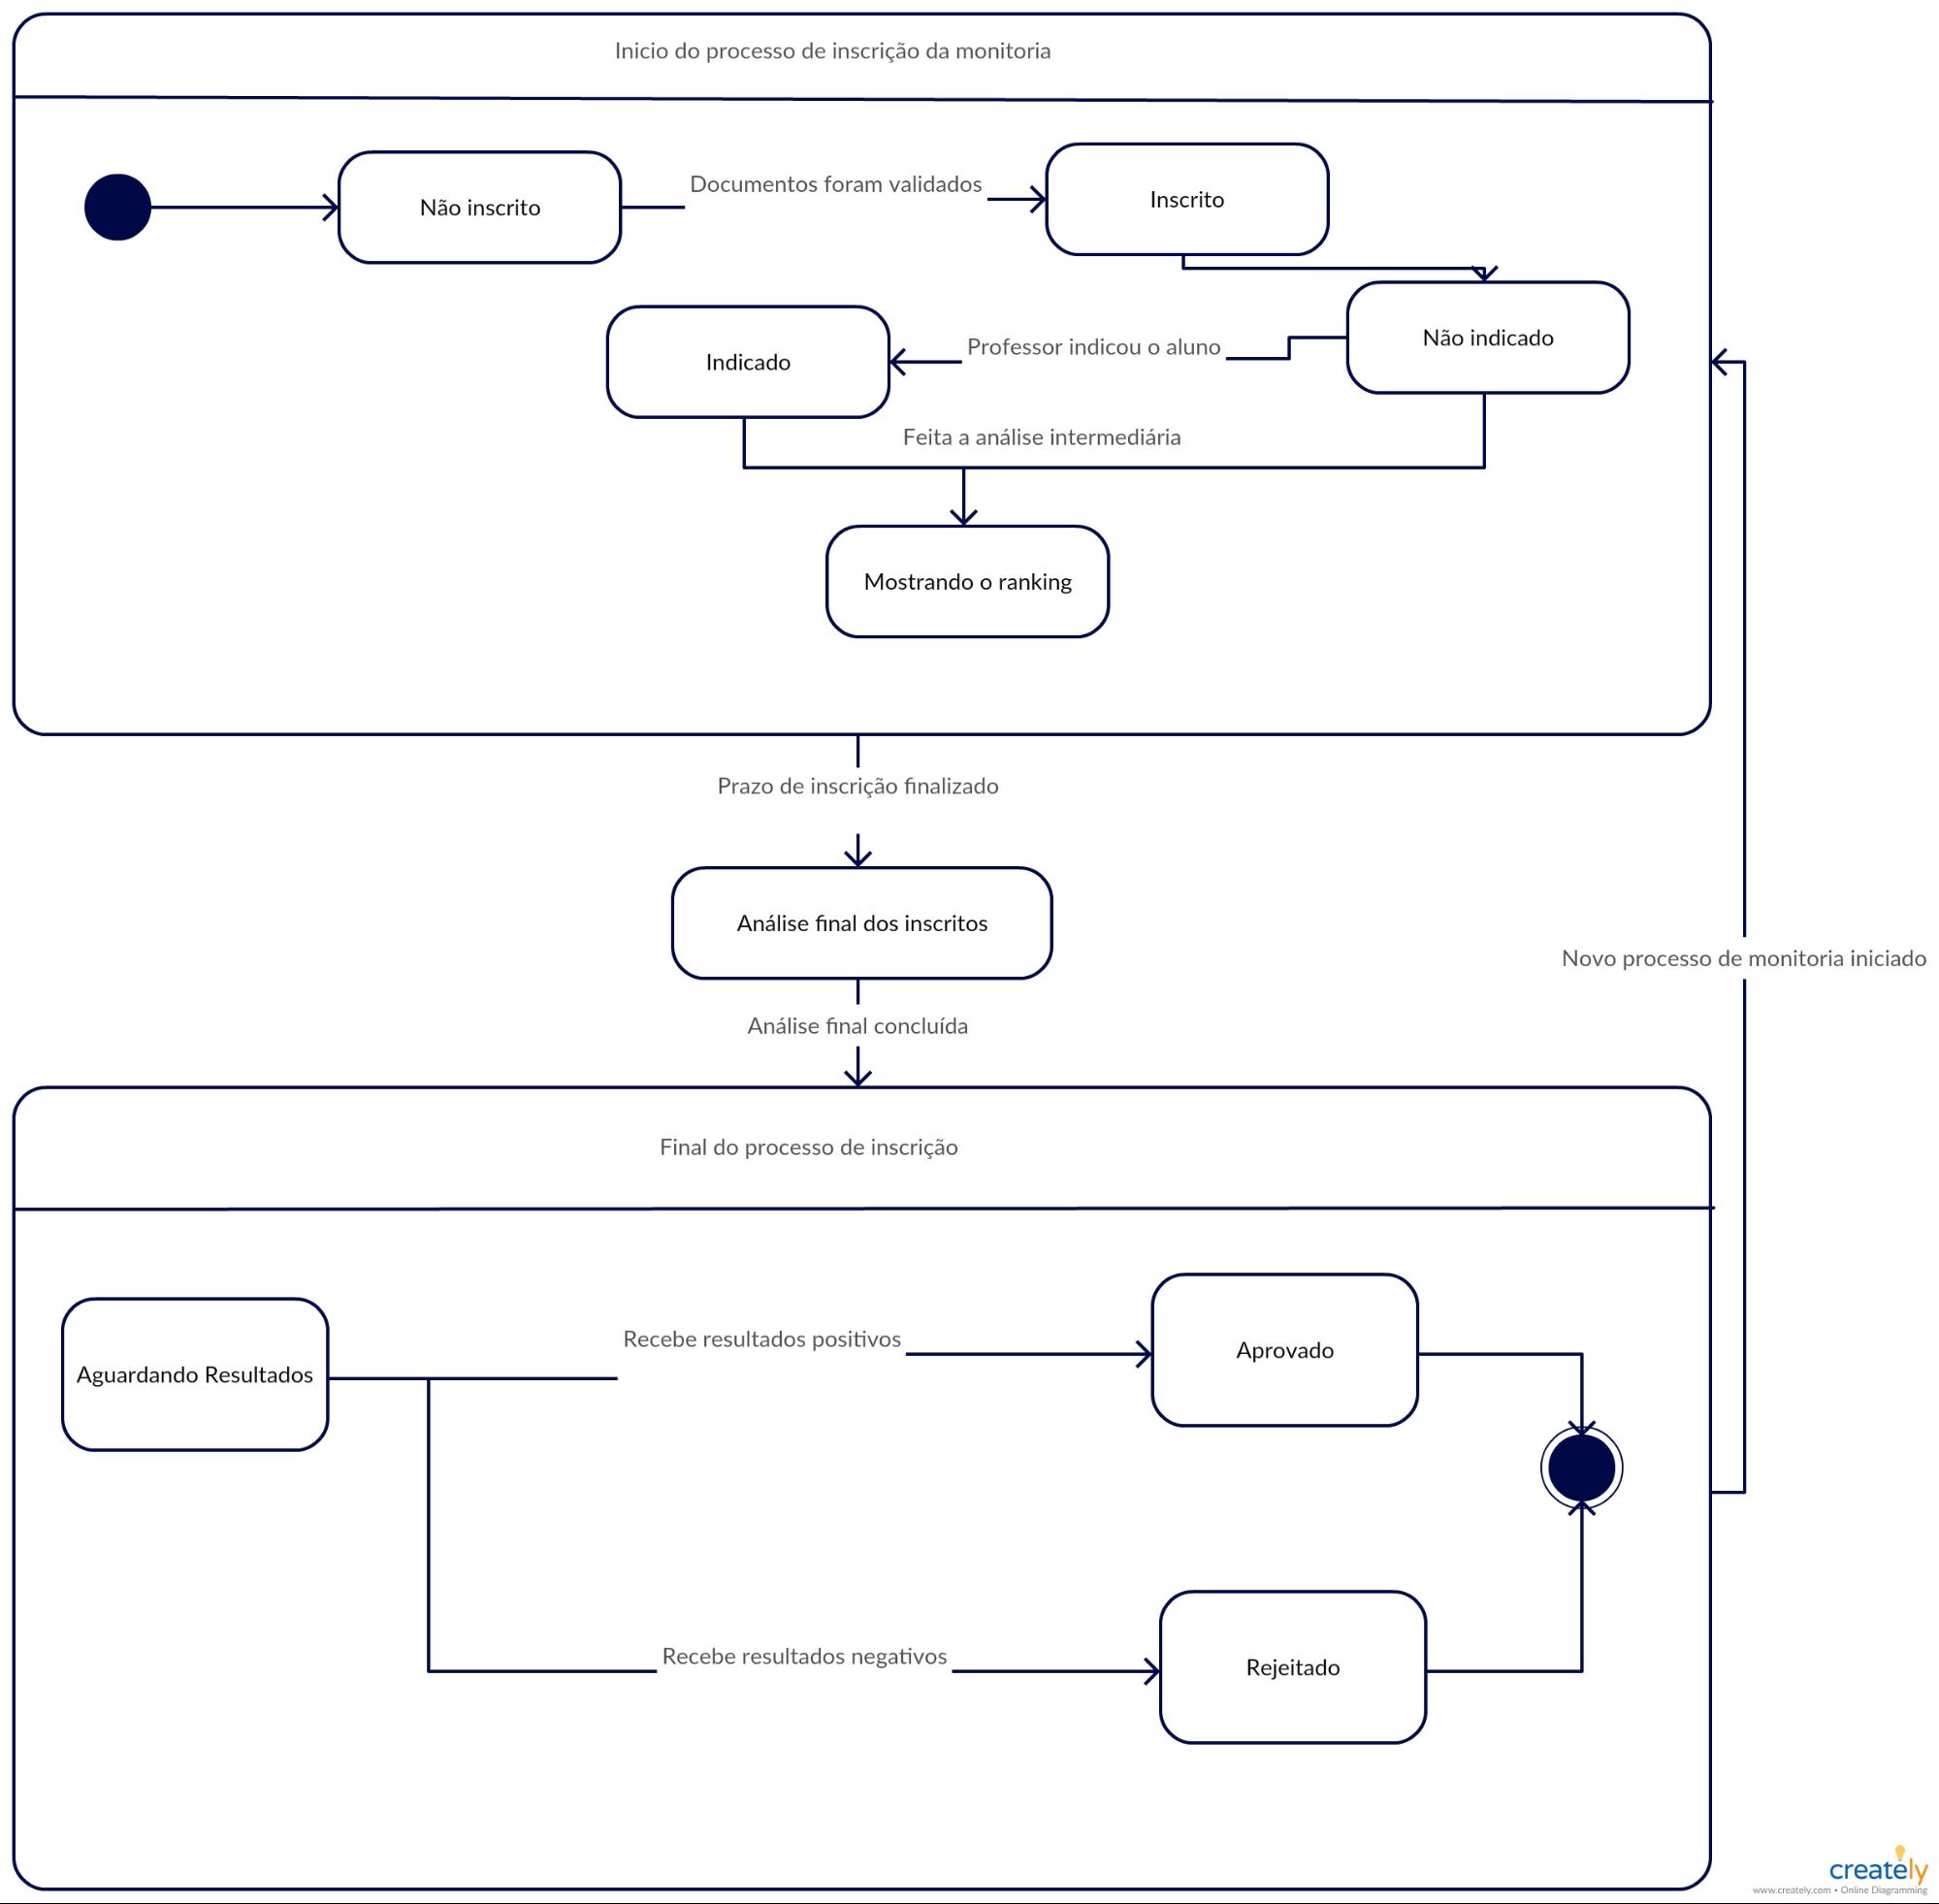 Inicio do processo de inscrição da monitoria
Não inscrito
Documentos foram validados
Inscrito
Indicado
Professor indicou o aluno
Não indicado
Feita a análise intermediária
Mostrando o ranking
Prazo de inscrição finalizado
Análise final dos inscritos
Novo processo de monitoria iniciado
Análise final concluída
Final do processo de inscrição
Aguardando Resultados
Recebe resultados positivos
Aprovado
Recebe resultados negativos
Rejeitado
creately
www.creately.com • Online Diagramming